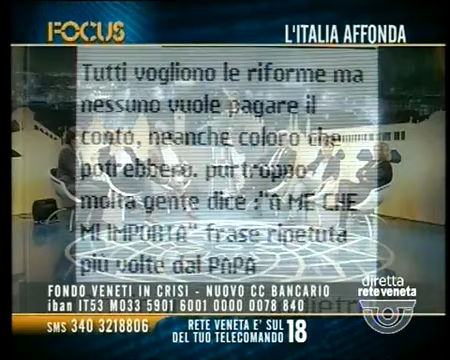 FOCUS
L'ITALIA AFFONDA
Tutti vogliono le riforme ma
nessuno vuole pagare il
conto, neanche coloro che
potrebbero. purtroppo
molta gente dice :"A ME CHE
MI IMPORTA" frase ripetuta
più volte dal PAPA
diretta
reteveneta
FONDO VENETI IN CRISI - NUOVO CC BANCARIO
iban IT53 M033 5901 6001 0000 0078 840
SMS 340 3218806
RETE VENETA E' SUL
DEL TUO TELECOMANDO 18